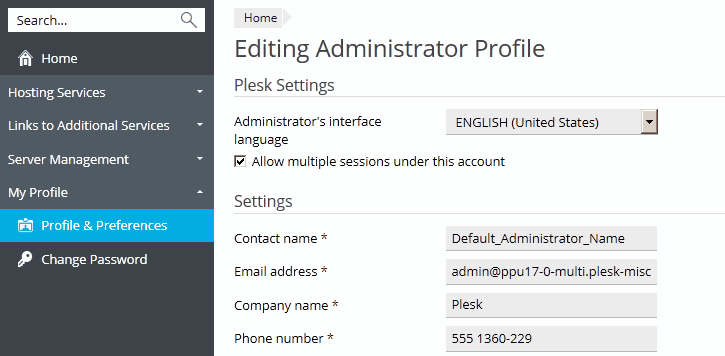 Search...
Home
Hosting Services
Links to Additional Services
Server Management
My Profile
Profile & Preferences
Change Password
Home
Editing Administrator Profile
Plesk Settings
Administrator's interface
language
ENGLISH (United States)
Allow multiple sessions under this account
Settings
Contact name *
Default_Administrator_Name
Email address *
admin@ppu17-0-multi.plesk-misc
Company name *
Plesk
Phone number *
555 1360-229